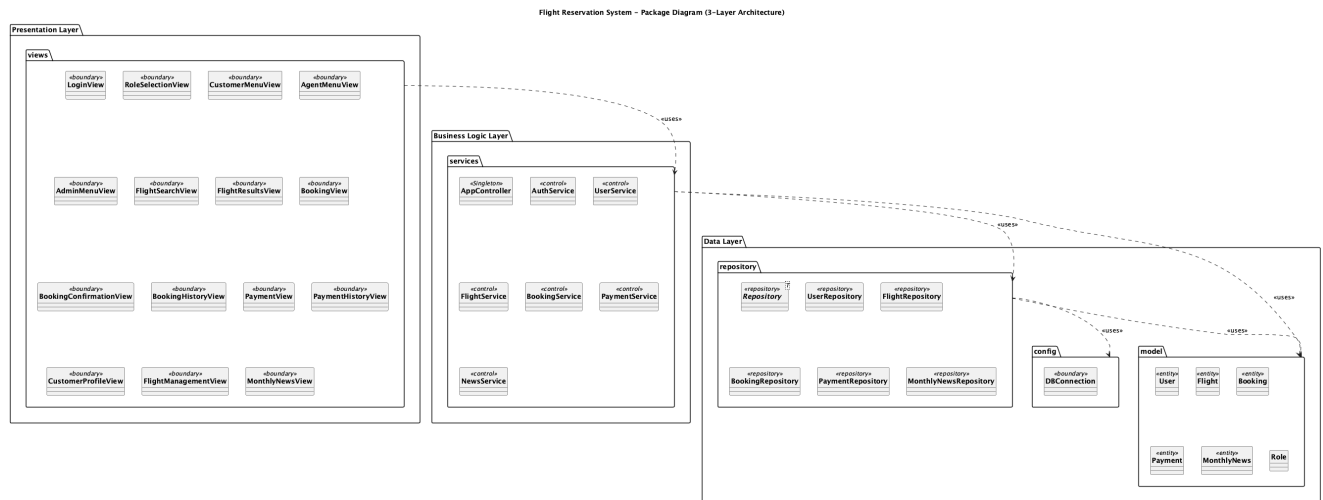 Flight Reservation System - Package Diagram (3-Layer Architecture)
Presentation Layer
views
«boundary»
LoginView
«boundary»
RoleSelectionView
«boundary»
CustomerMenuView
«boundary»
AgentMenuView
«boundary»
AdminMenuView
«boundary»
FlightSearchView
«boundary»
FlightResultsView
«boundary»
BookingView
«boundary»
BookingConfirmationView
«boundary»
BookingHistoryView
«boundary»
PaymentView
«boundary»
PaymentHistoryView
«boundary»
CustomerProfileView
«boundary»
FlightManagementView
«boundary»
MonthlyNewsView
«uses»
Business Logic Layer
services
«Singleton»
AppController
«control»
AuthService
«control»
UserService
«control»
FlightService
«control»
BookingService
«control»
PaymentService
«control»
NewsService
«uses»
«uses»
Data Layer
repository
«repository»
Repository
T
«repository»
UserRepository
«repository»
FlightRepository
«repository»
BookingRepository
«repository»
PaymentRepository
«repository»
MonthlyNewsRepository
«uses»
«uses»
config
«boundary»
DBConnection
model
«entity»
User
«entity»
Flight
«entity»
Booking
«entity»
Payment
«entity»
MonthlyNews
Role